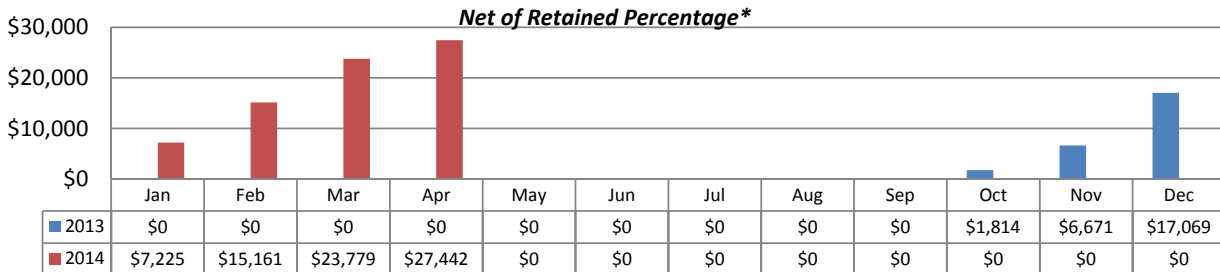 Net of Retained Percentage*
$30,000
$20,000
$10,000
$0
Jan Feb Mar Apr May Jun Jul Aug Sep Oct Nov Dec
2013 $0 $0 $0 $0 $0 $0 $0 $0 $0 $1,814 $6,671 $17,069
2014 $7,225 $15,161 $23,779 $27,442 $0 $0 $0 $0 $0 $0 $0 $0